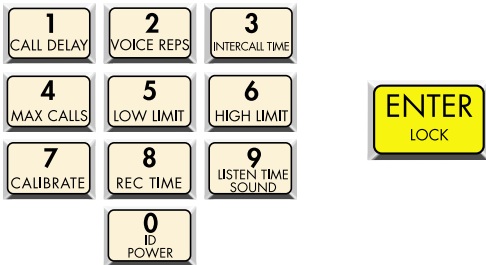 1
CALL DELAY
2
VOICE REPS
3
INTERCALL TIME
4
MAX CALLS
5
LOW LIMIT
6
HIGH LIMIT
ENTER
LOCK
7
CALIBRATE
8
REC TIME
9
LISTEN TIME
SOUND
0
ID
POWER